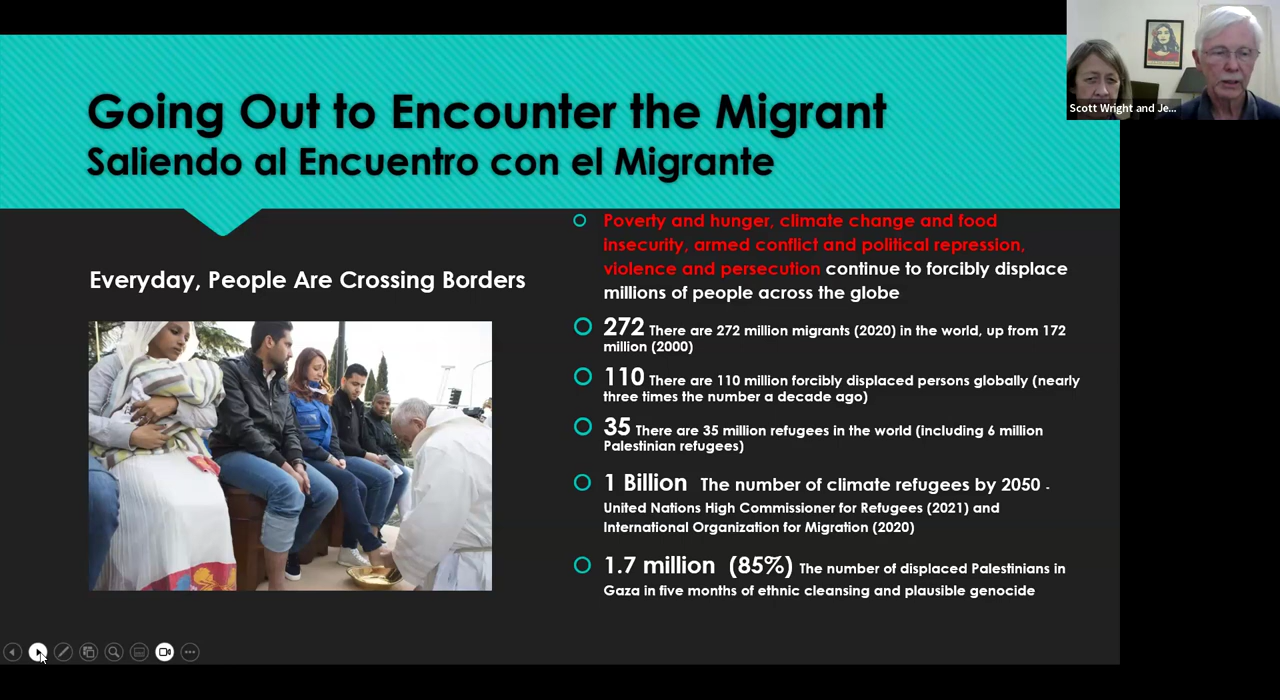 Going Out to Encounter the Migrant
Saliendo al Encuentro con el Migrante
Everyday, People Are Crossing Borders
Poverty and hunger, climate change and food
insecurity, armed conflict and political repression,
violence and persecution continue to forcibly displace
millions of people across the globe
272 There are 272 million migrants (2020) in the world, up from 172
million (2000)
110 There are 110 million forcibly displaced persons globally (nearly
three times the number a decade ago)
35 There are 35 million refugees in the world (including 6 million
Palestinian refugees)
1 Billion The number of climate refugees by 2050 -
United Nations High Commissioner for Refugees (2021) and
International Organization for Migration (2020)
1.7 million (85%) The number of displaced Palestinians in
Gaza in five months of ethnic cleansing and plausible genocide
Scott Wright and Je...